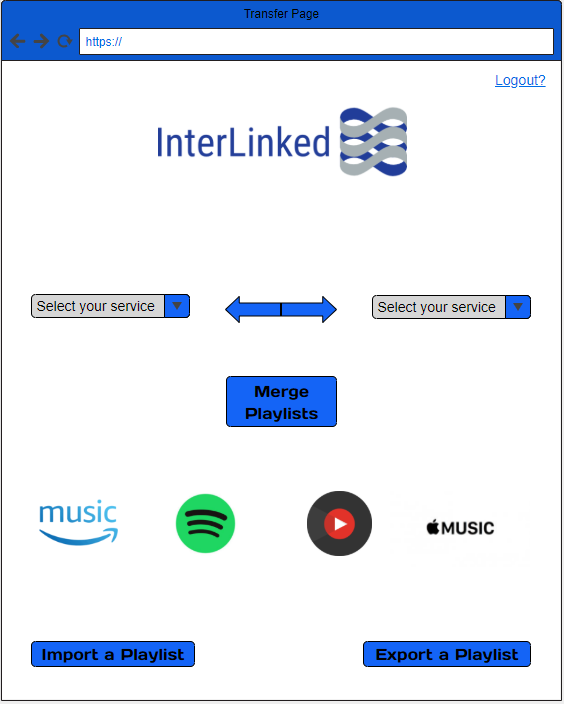 Transfer Page
https://
Logout?
InterLinked
Select your service
Select your service
Merge
Playlists
music
MUSIC
Import a Playlist
Export a Playlist